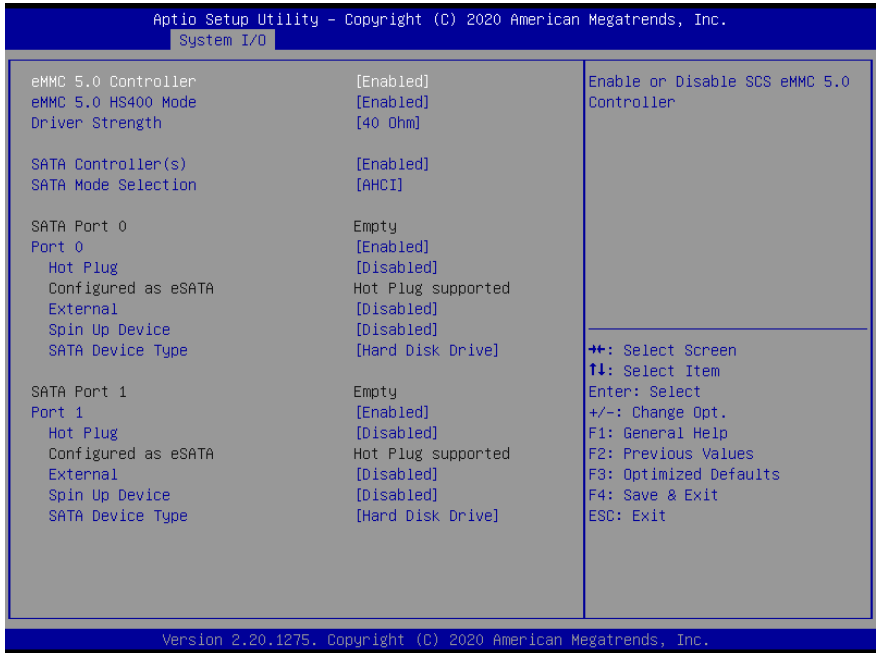 Aptio Setup Utility – Copyright (C) 2020 American Megatrends, Inc.
System I/O
eMMC 5.0 Controller [Enabled]
eMMC 5.0 HS400 Mode [Enabled]
Driver Strength [40 Ohm]
SATA Controller(s) [Enabled]
SATA Mode Selection [AHCI]
SATA Port 0 Empty
Port 0 [Enabled]
Hot Plug [Disabled]
Configured as eSATA Hot Plug supported
External [Disabled]
Spin Up Device [Disabled]
SATA Device Type [Hard Disk Drive]
SATA Port 1 Empty
Port 1 [Enabled]
Hot Plug [Disabled]
Configured as eSATA Hot Plug supported
External [Disabled]
Spin Up Device [Disabled]
SATA Device Type [Hard Disk Drive]
Enable or Disable SCS eMMC 5.0
Controller
→←: Select Screen
↑↓: Select Item
Enter: Select
+/-: Change Opt.
F1: General Help
F2: Previous Values
F3: Optimized Defaults
F4: Save & Exit
ESC: Exit
Version 2.20.1275. Copyright (C) 2020 American Megatrends, Inc.